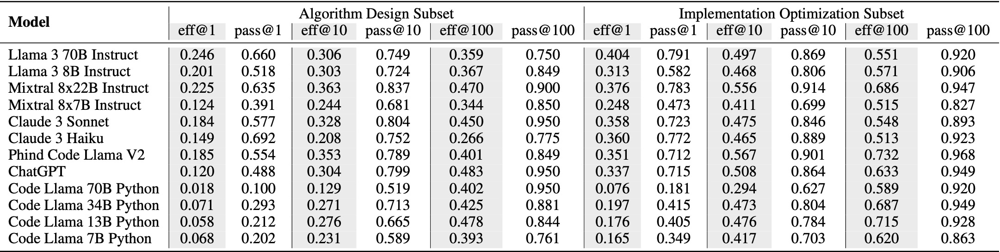 Model Algorithm Design Subset Implementation Optimization Subset
eff@1 pass@1 eff@10 pass@10 eff@100 pass@100 eff@1 pass@1 eff@10 pass@10 eff@100 pass@100
Llama 3 70B Instruct 0.246 0.660 0.306 0.749 0.359 0.750 0.404 0.791 0.497 0.869 0.551 0.920
Llama 3 8B Instruct 0.201 0.518 0.303 0.724 0.367 0.849 0.313 0.582 0.468 0.806 0.571 0.906
Mixtral 8x22B Instruct 0.225 0.635 0.363 0.837 0.470 0.900 0.376 0.783 0.556 0.914 0.686 0.947
Mixtral 8x7B Instruct 0.124 0.391 0.244 0.681 0.344 0.850 0.248 0.473 0.411 0.699 0.515 0.827
Claude 3 Sonnet 0.184 0.577 0.328 0.804 0.450 0.950 0.358 0.723 0.475 0.846 0.548 0.893
Claude 3 Haiku 0.149 0.692 0.208 0.752 0.266 0.775 0.360 0.772 0.465 0.889 0.513 0.923
Phind Code Llama V2 0.185 0.554 0.353 0.789 0.401 0.849 0.351 0.712 0.567 0.901 0.732 0.968
ChatGPT 0.120 0.488 0.304 0.799 0.483 0.950 0.337 0.715 0.508 0.864 0.633 0.949
Code Llama 70B Python 0.018 0.100 0.129 0.519 0.402 0.950 0.076 0.181 0.294 0.627 0.589 0.920
Code Llama 34B Python 0.071 0.293 0.271 0.713 0.425 0.881 0.197 0.415 0.473 0.804 0.687 0.949
Code Llama 13B Python 0.058 0.212 0.276 0.665 0.478 0.844 0.176 0.405 0.476 0.784 0.715 0.928
Code Llama 7B Python 0.068 0.202 0.231 0.589 0.393 0.761 0.165 0.349 0.417 0.703 0.620 0.863